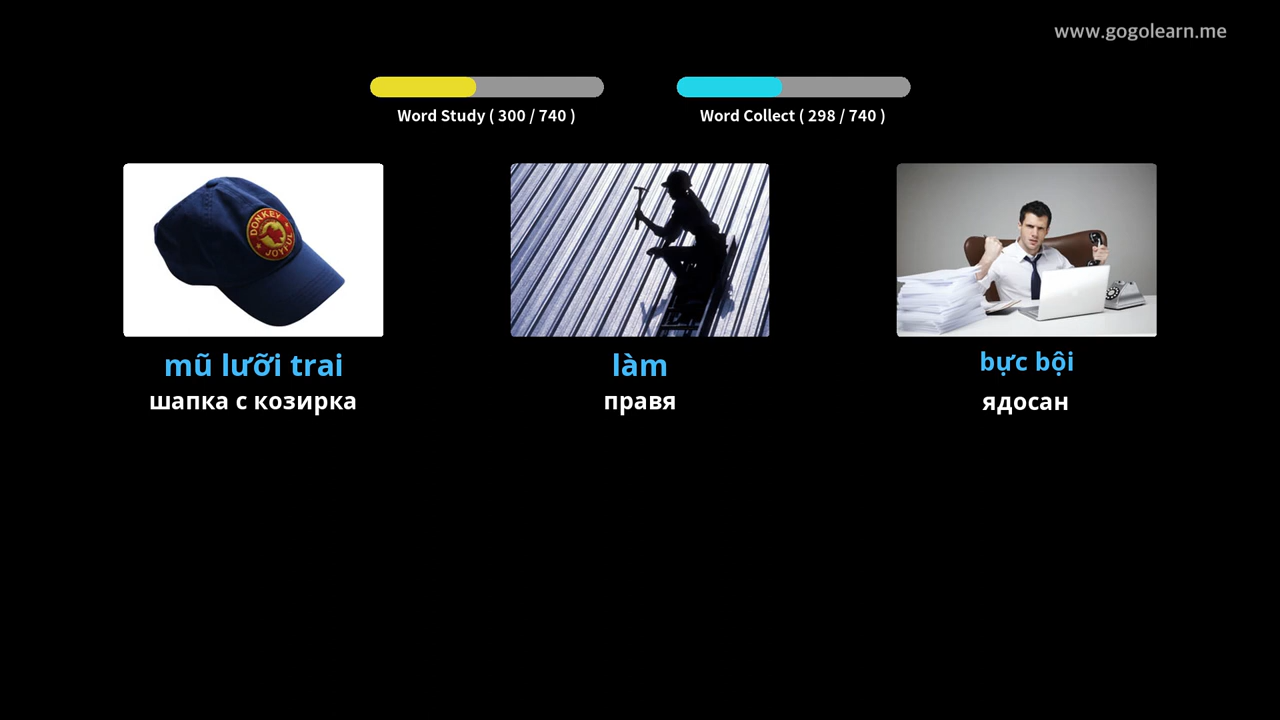 www.gogolearn.me
Word Study ( 300 / 740 )
Word Collect ( 298 / 740 )
DONKEY
JOYFUL
mũ lưỡi trai
làm
bực bội
шапка с козирка
правя
ядосан